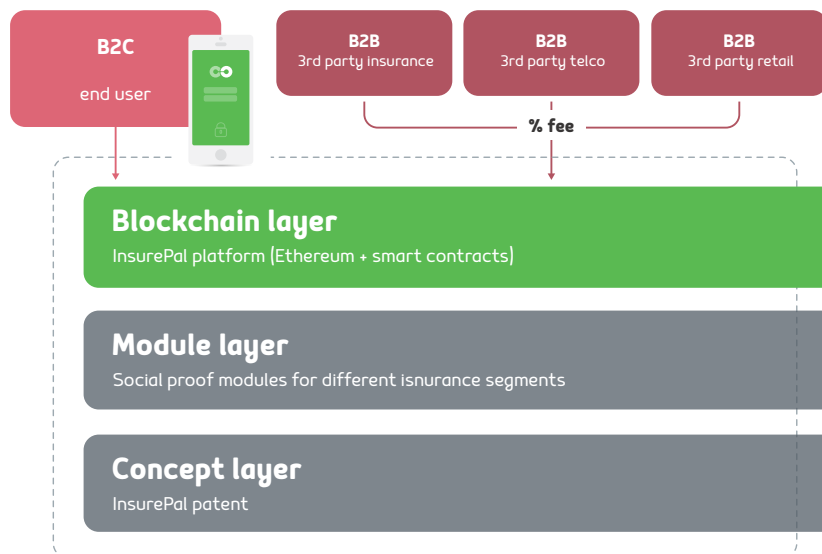 B2C
end user
B2B
3rd party insurance
B2B
3rd party telco
B2B
3rd party retail
% fee
Blockchain layer
InsurePal platform (Ethereum + smart contracts)
Module layer
Social proof modules for different isnurance segments
Concept layer
InsurePal patent